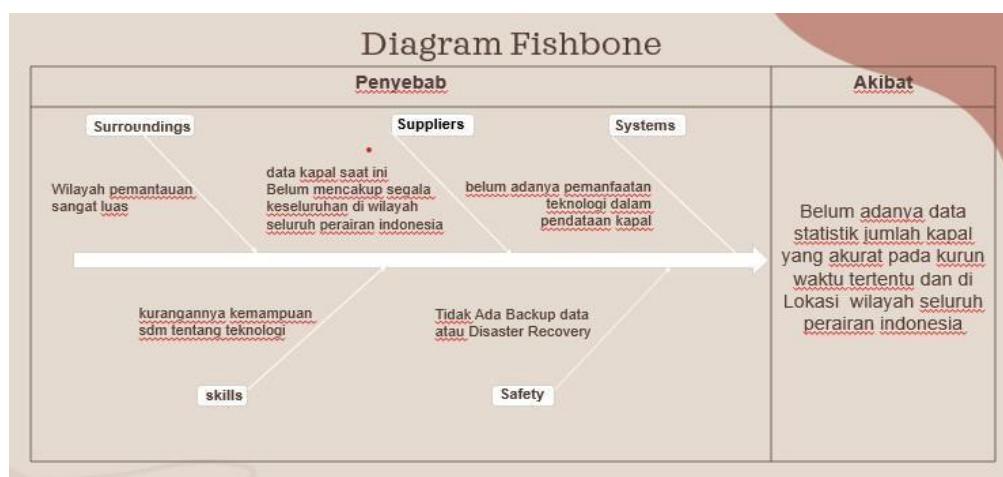 Diagram Fishbone
Penyebab
Akibat
Surroundings
Suppliers
Systems
Wilayah pemantauan
sangat luas
data kapal saat ini
Belum mencakup segala
keseluruhan di wilayah
seluruh perairan indonesia
belum adanya pemanfaatan
teknologi dalam
pendataan kapal
Belum adanya data
statistik jumlah kapal
yang akurat pada kurun
waktu tertentu dan di
Lokasi wilayah seluruh
perairan indonesia
kurangannya kemampuan
sdm tentang teknologi
Tidak Ada Backup data
atau Disaster Recovery
skills
Safety